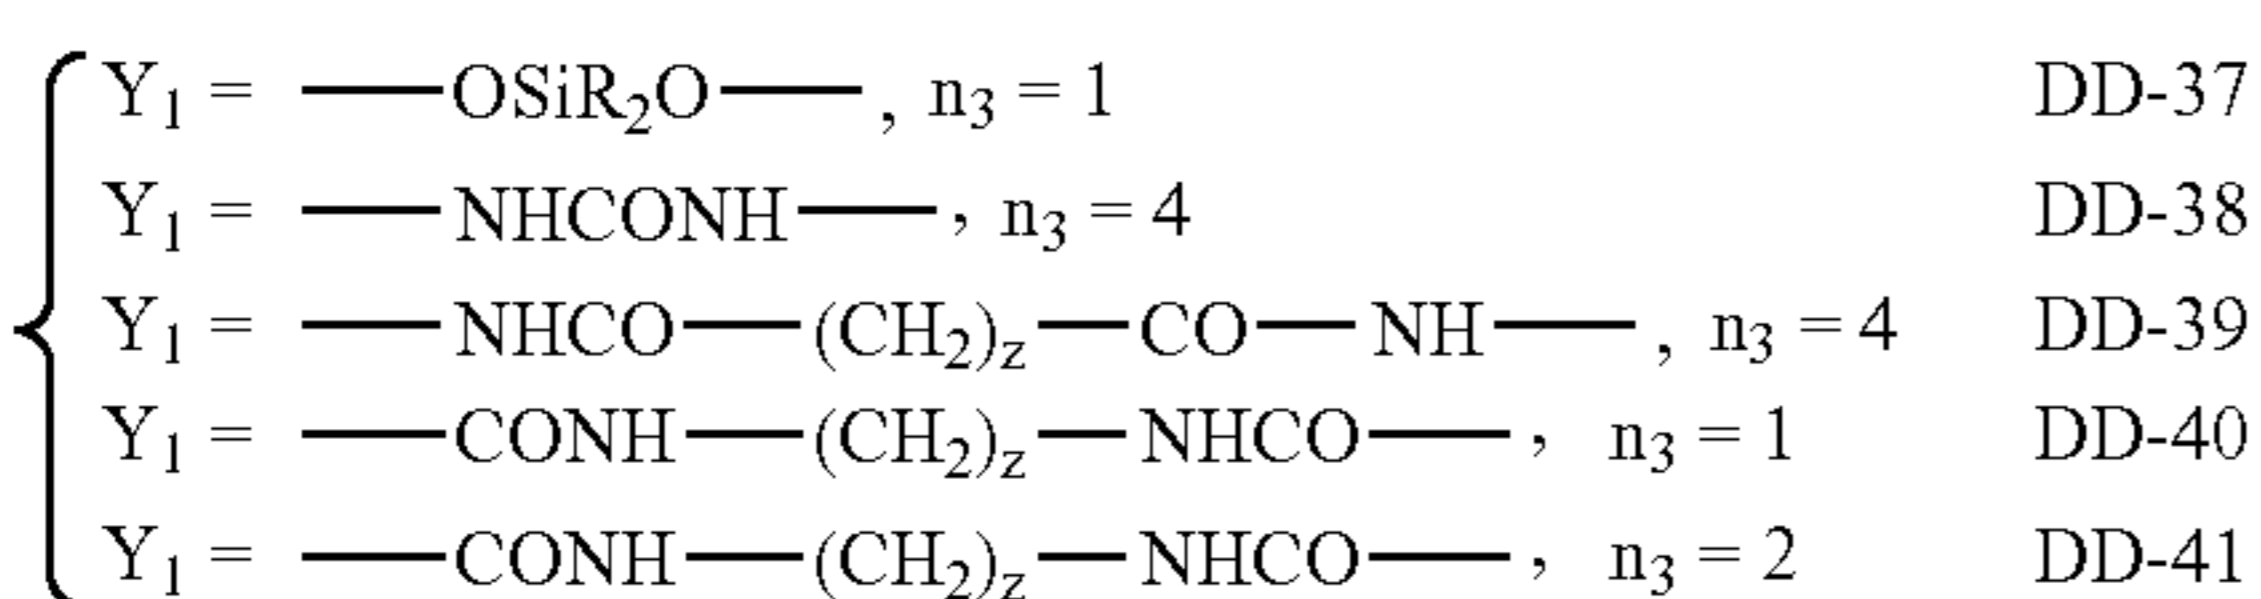 Y₁ = —OSiR₂O—, n₃ = 1 DD-37
Y₁ = —NHCONH—, n₃ = 4 DD-38
Y₁ = —NHCO—(CH₂)z—CO—NH—, n₃ = 4 DD-39
Y₁ = —CONH—(CH₂)z—NHCO—, n₃ = 1 DD-40
Y₁ = —CONH—(CH₂)z—NHCO—, n₃ = 2 DD-41